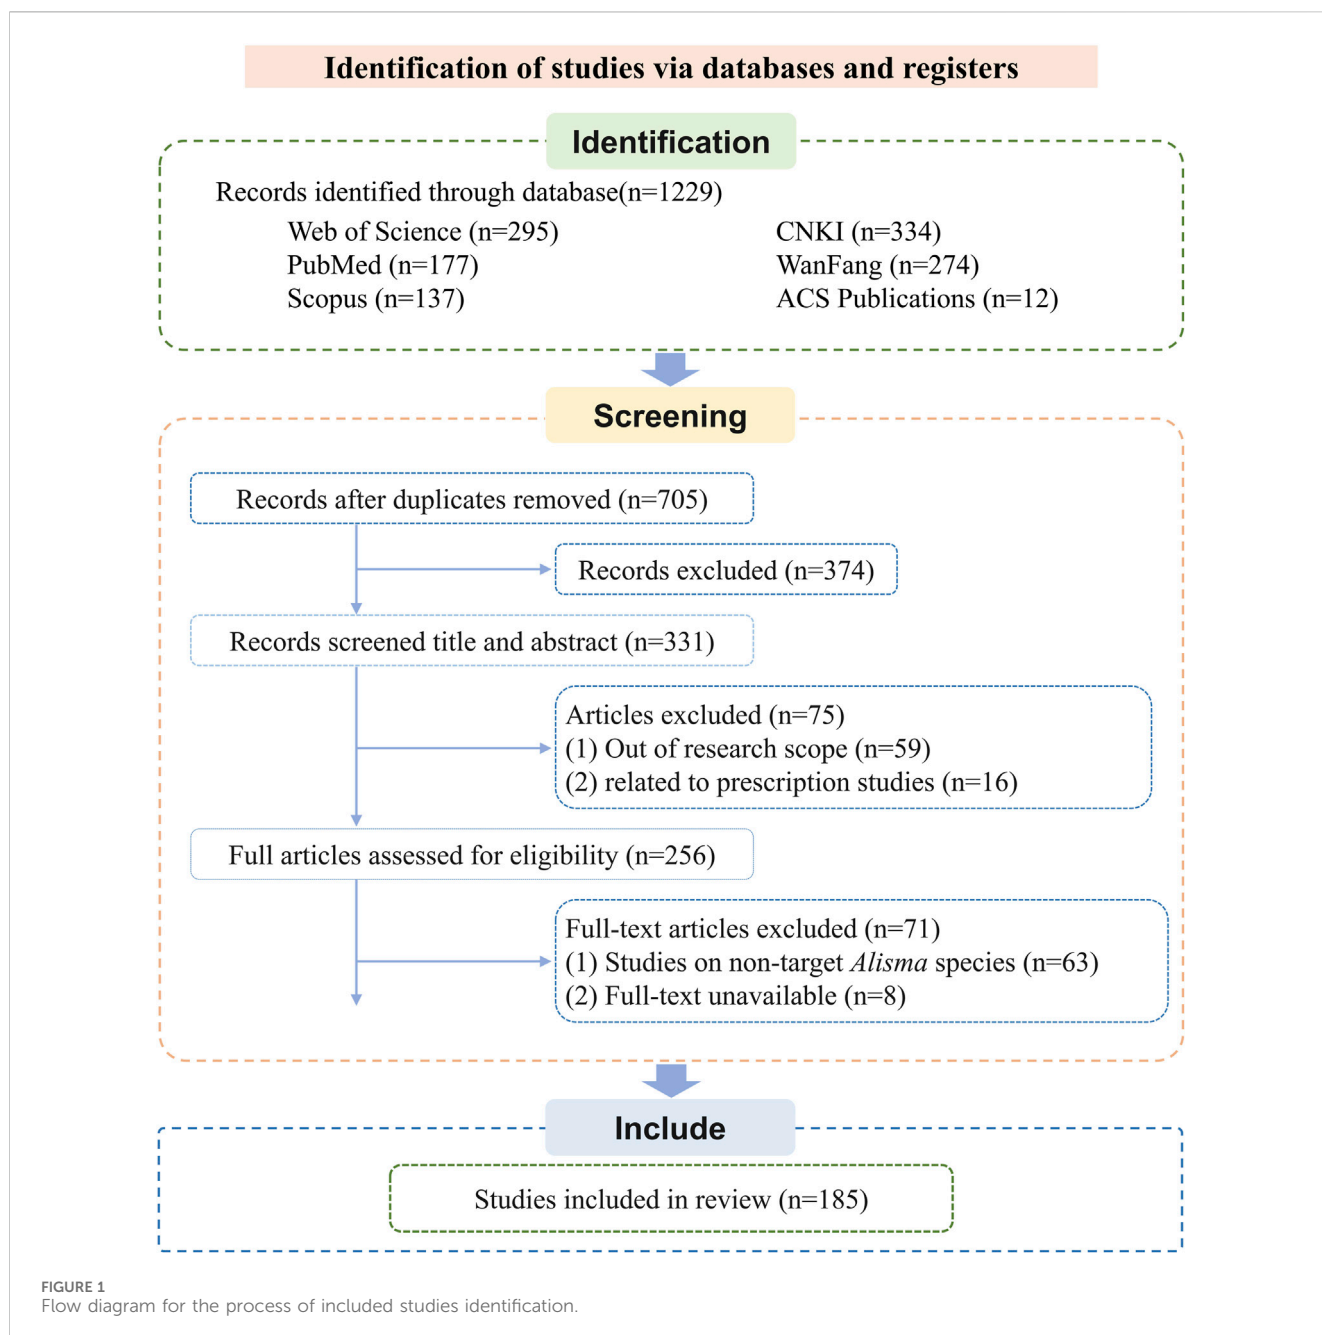 Identification of studies via databases and registers
Identification
Records identified through database(n=1229)
Web of Science (n=295)
PubMed (n=177)
Scopus (n=137)
CNKI (n=334)
WanFang (n=274)
ACS Publications (n=12)
Screening
Records after duplicates removed (n=705)
Records excluded (n=374)
Records screened title and abstract (n=331)
Articles excluded (n=75)
(1) Out of research scope (n=59)
(2) related to prescription studies (n=16)
Full articles assessed for eligibility (n=256)
Full-text articles excluded (n=71)
(1) Studies on non-target Alisma species (n=63)
(2) Full-text unavailable (n=8)
Include
Studies included in review (n=185)
FIGURE 1
Flow diagram for the process of included studies identification.